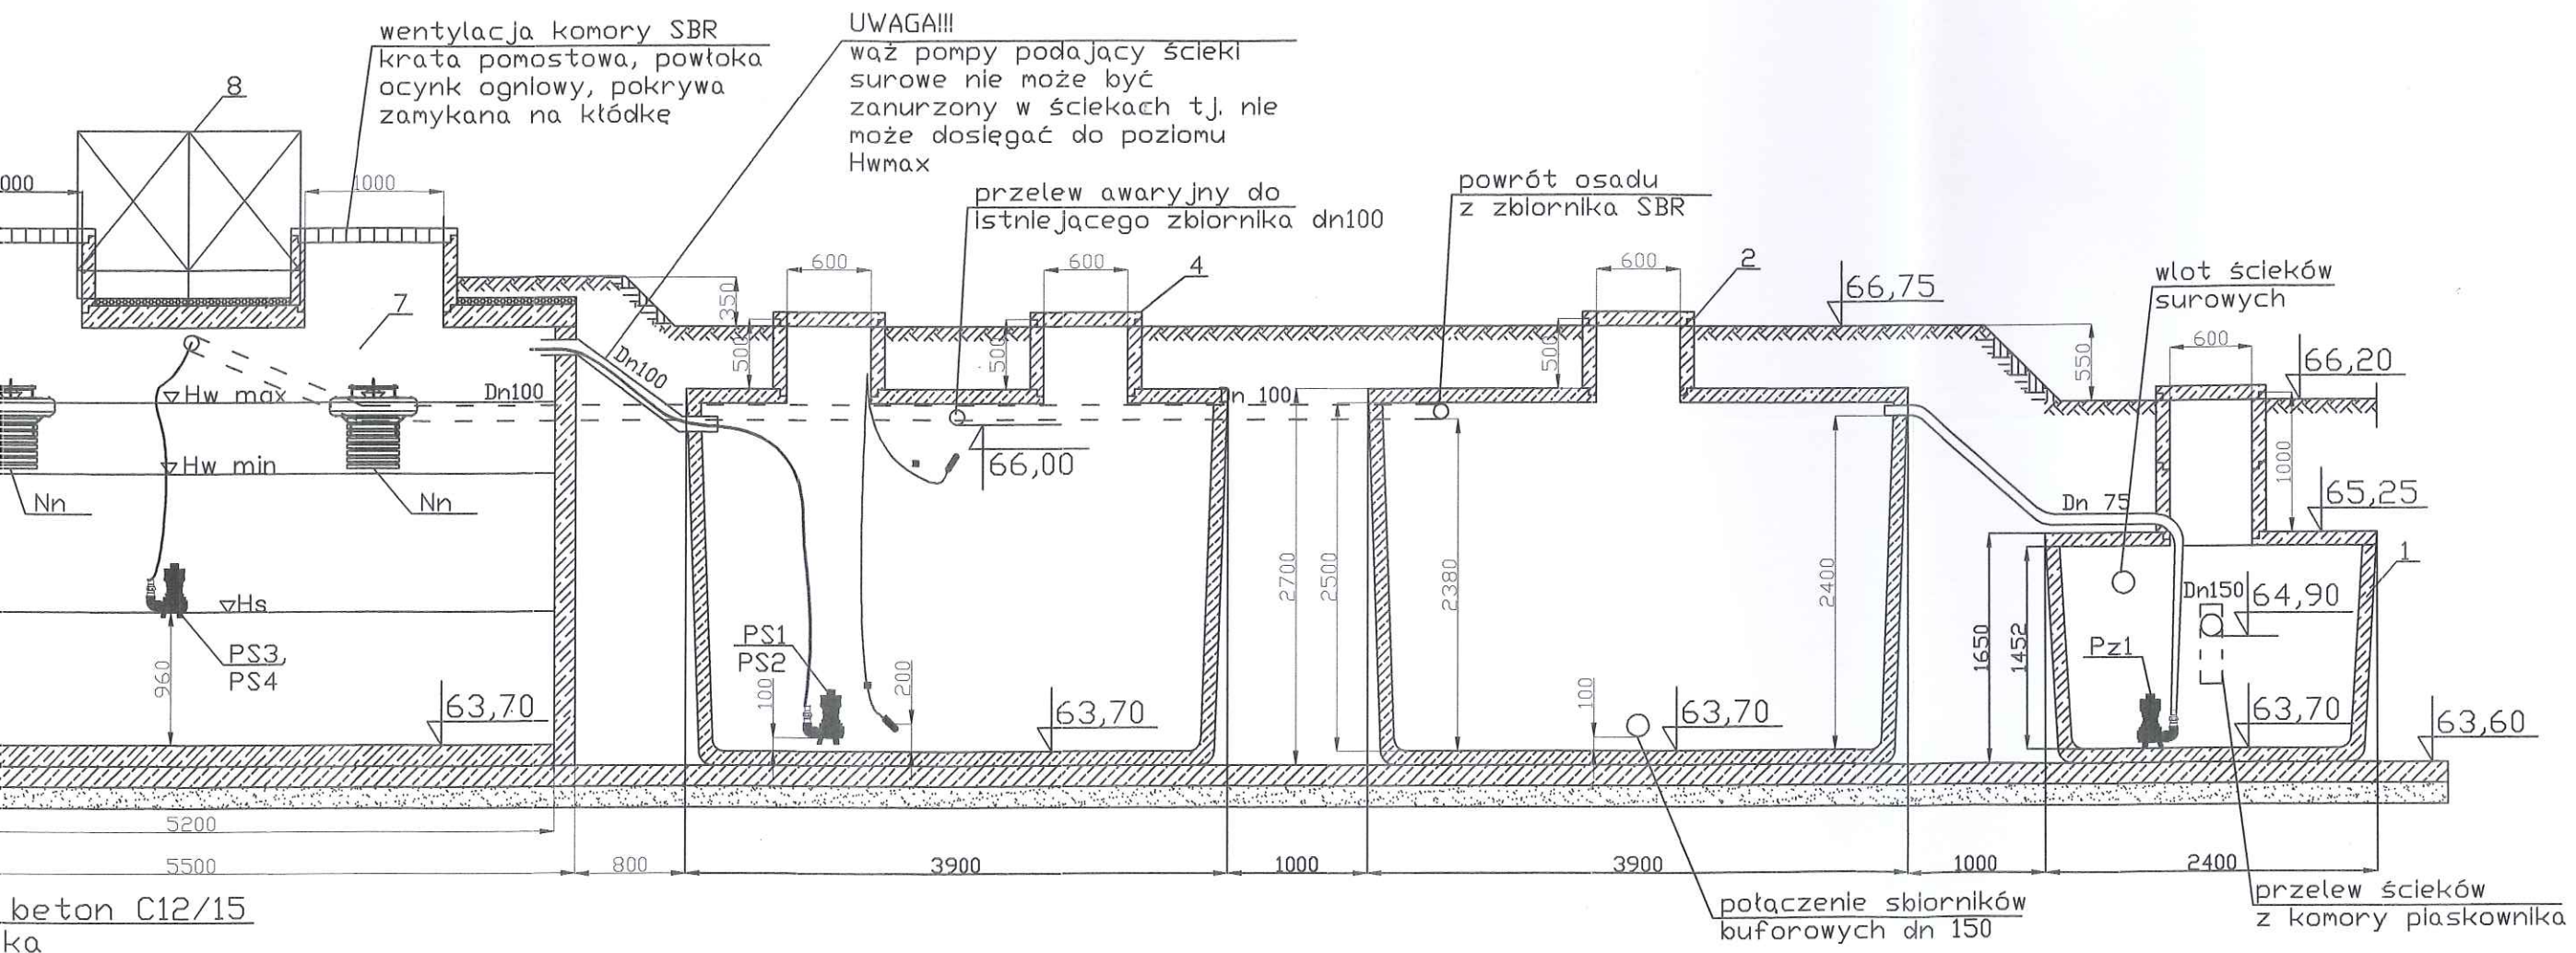 wentylacja komory SBR
krata pomostowa, powłoka
ocynk ogniowy, pokrywa
zamykana na kłódkę
UWAGA!!!
wąż pompy podający ścieki
surowe nie może być
zanurzony w ściekach tj. nie
może dosięgać do poziomu
Hwmax
przelew awaryjny do
istniejącego zbiornika dn100
powrót osadu
z zbiornika SBR
wlot ścieków
surowych
8
000
1000
7
350
600
600
4
600
2
66,75
550
600
66,20
500
500
500
1000
Dn100
Hw max
Dn100
Dn 100
66,00
Hw min
Nn
Nn
Dn 75
65,25
1
2700
2500
2380
2400
1650
1452
Dn150
64,90
Hs
960
PS3,
PS4
PS1
PS2
Pz1
100
200
100
63,70
63,70
63,70
63,70
63,60
5200
5500
800
3900
1000
3900
1000
2400
beton C12/15
ka
połączenie sbiorników
buforowych dn 150
przelew ścieków
z komory piaskownika